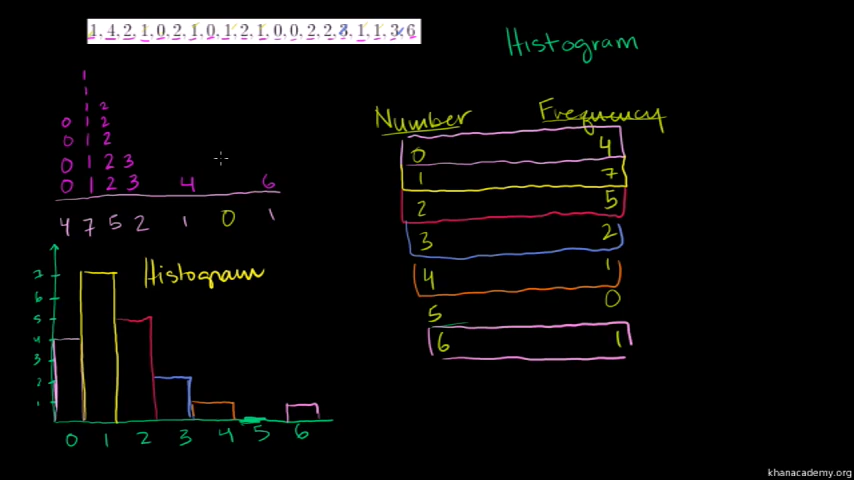 1,4,2,1,0,2,1,0,1,2,1,0,0,2,2,3,1,1,3,6
Histogram
Number Frequency
0 4
1 7
2 5
3 2
4 1
5 0
6 1
1
1
1 2
0 1 2
0 1 2
0 1 2 3
0 1 2 3 4 6
4 7 5 2 1 0 1
Histogram
7
6
5
4
3
2
1
0 1 2 3 4 5 6
khanacademy.org